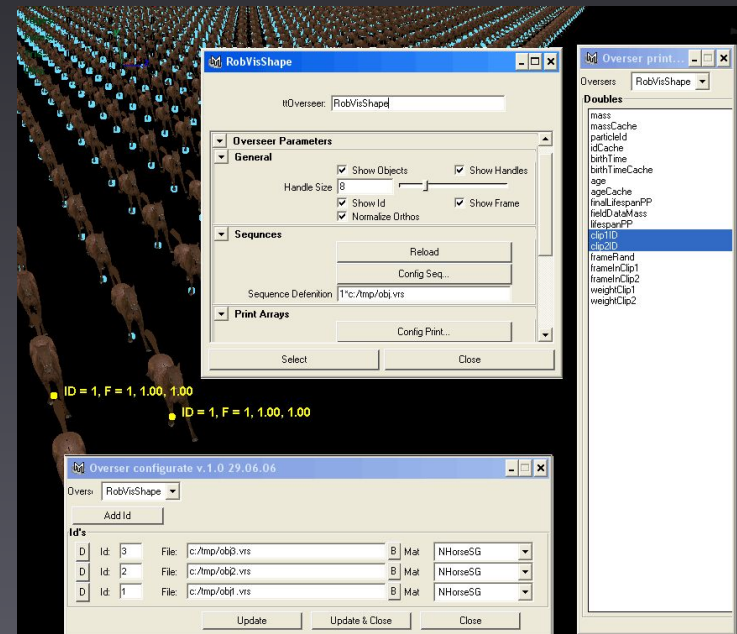 RobVisShape
ttOverseer: RobVisShape
Overseer Parameters
General
Show Objects Show Handles
Handle Size 8
Show Id Show Frame
Normalize Orthos
Sequnces
Reload
Config Seq...
Sequence Defenition 1"c:/tmp/obj.vrs
Print Arrays
Config Print...
Select Close
Overser print...
Oversers RobVisShape
Doubles
mass
massCache
particleId
idCache
birthTime
birthTimeCache
age
ageCache
finalLifespanPP
fieldDataMass
lifespanPP
clip1ID
clip2ID
frameRand
frameInClip1
frameInClip2
weightClip1
weightClip2
ID = 1, F = 1, 1.00, 1.00
ID = 1, F = 1, 1.00, 1.00
Overser configurate v.1.0 29.06.06
Overs RobVisShape
Add Id
Id's
D Id: 3 File: c:/tmp/obj3.vrs B Mat NHorseSG
D Id: 2 File: c:/tmp/obj2.vrs B Mat NHorseSG
D Id: 1 File: c:/tmp/obj1.vrs B Mat NHorseSG
Update Update & Close Close